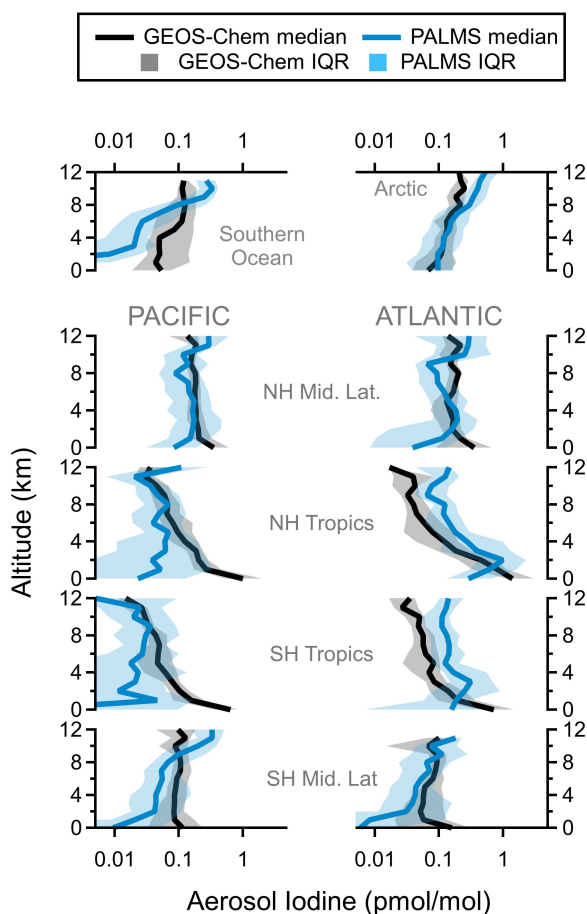 GEOS-Chem median PALMS median
GEOS-Chem IQR PALMS IQR
0.01 0.1 1 0.01 0.1 1
12 12
Arctic
8 8
Southern
Ocean
4 4
0 0
PACIFIC ATLANTIC
12 12
8 8
NH Mid. Lat.
4 4
0 0
12 12
8 8
NH Tropics
4 4
0 0
12 12
8 8
SH Tropics
4 4
0 0
12 12
8 8
SH Mid. Lat
4 4
0 0
0.01 0.1 1 0.01 0.1 1
Altitude (km)
Aerosol Iodine (pmol/mol)